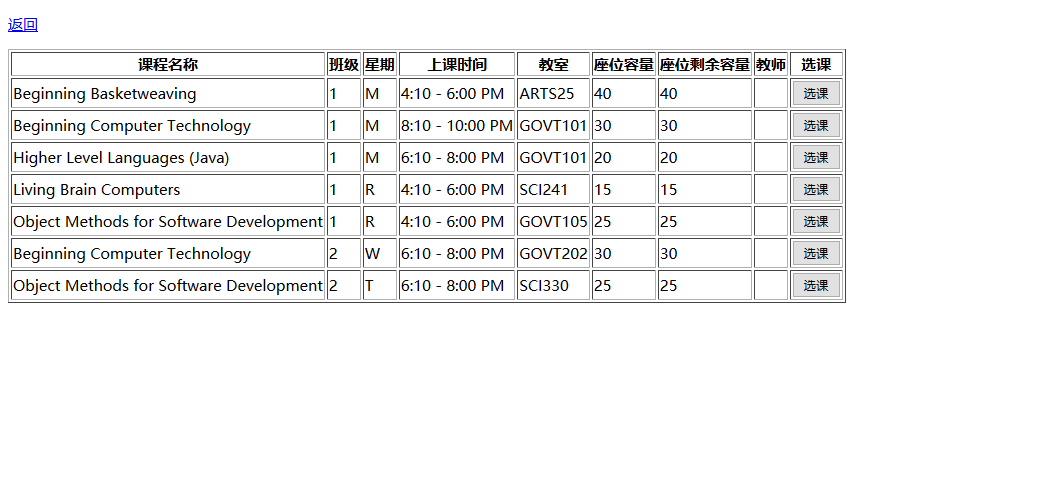 返回
课程名称 班级 星期 上课时间 教室 座位容量 座位剩余容量 教师 选课
Beginning Basketweaving 1 M 4:10 - 6:00 PM ARTS25 40 40 选课
Beginning Computer Technology 1 M 8:10 - 10:00 PM GOVT101 30 30 选课
Higher Level Languages (Java) 1 M 6:10 - 8:00 PM GOVT101 20 20 选课
Living Brain Computers 1 R 4:10 - 6:00 PM SCI241 15 15 选课
Object Methods for Software Development 1 R 4:10 - 6:00 PM GOVT105 25 25 选课
Beginning Computer Technology 2 W 6:10 - 8:00 PM GOVT202 30 30 选课
Object Methods for Software Development 2 T 6:10 - 8:00 PM SCI330 25 25 选课